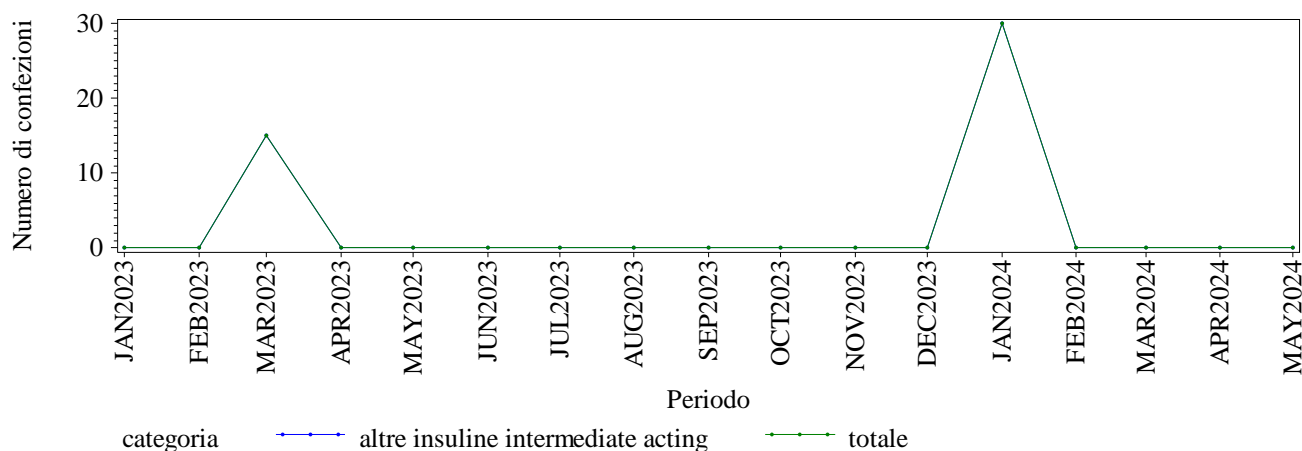 Numero di confezioni
30
20
10
0
JAN2023
FEB2023
MAR2023
APR2023
MAY2023
JUN2023
JUL2023
AUG2023
SEP2023
OCT2023
NOV2023
DEC2023
JAN2024
FEB2024
MAR2024
APR2024
MAY2024
Periodo
categoria altre insuline intermediate acting totale